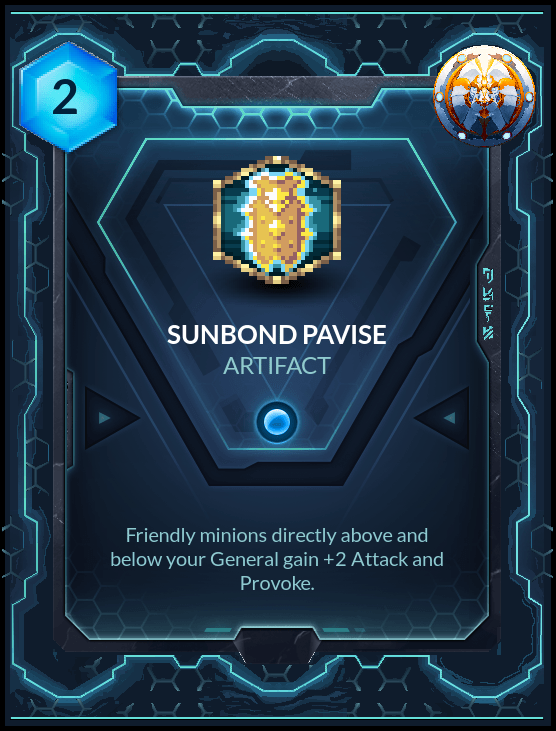 2
SUNBOND PAVISE
ARTIFACT
Friendly minions directly above and
below your General gain +2 Attack and
Provoke.